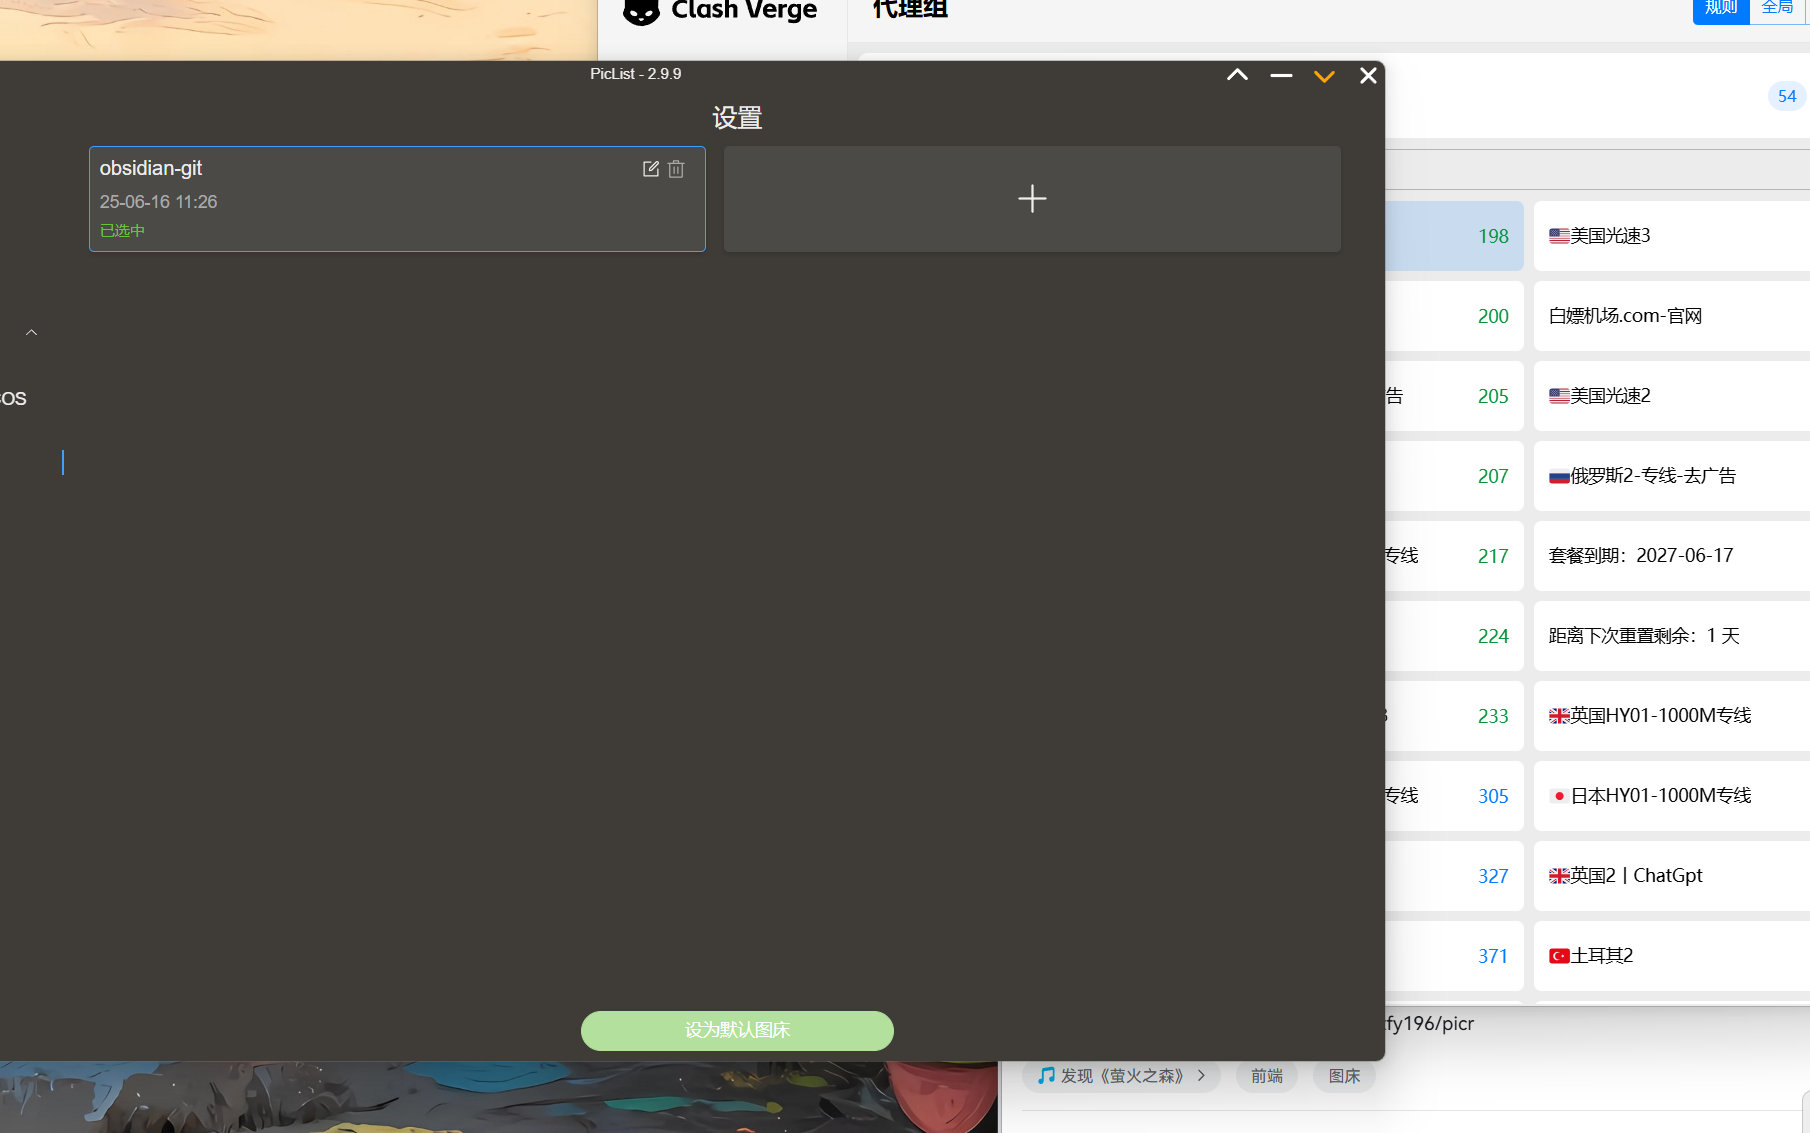 Clash Verge
代理组
规则
全局
PicList - 2.9.9
设置
54
obsidian-git
25-06-16 11:26
已选中
OS
198
🇺🇸美国光速3
200
白嫖机场.com-官网
告
205
🇺🇸美国光速2
207
🇷🇺俄罗斯2-专线-去广告
专线
217
套餐到期：2027-06-17
224
距离下次重置剩余：1 天
233
🇬🇧英国HY01-1000M专线
专线
305
🇯🇵日本HY01-1000M专线
327
🇬🇧英国2 | ChatGpt
371
🇹🇷土耳其2
设为默认图床
fy196/picr
发现《萤火之森》 >
前端
图床